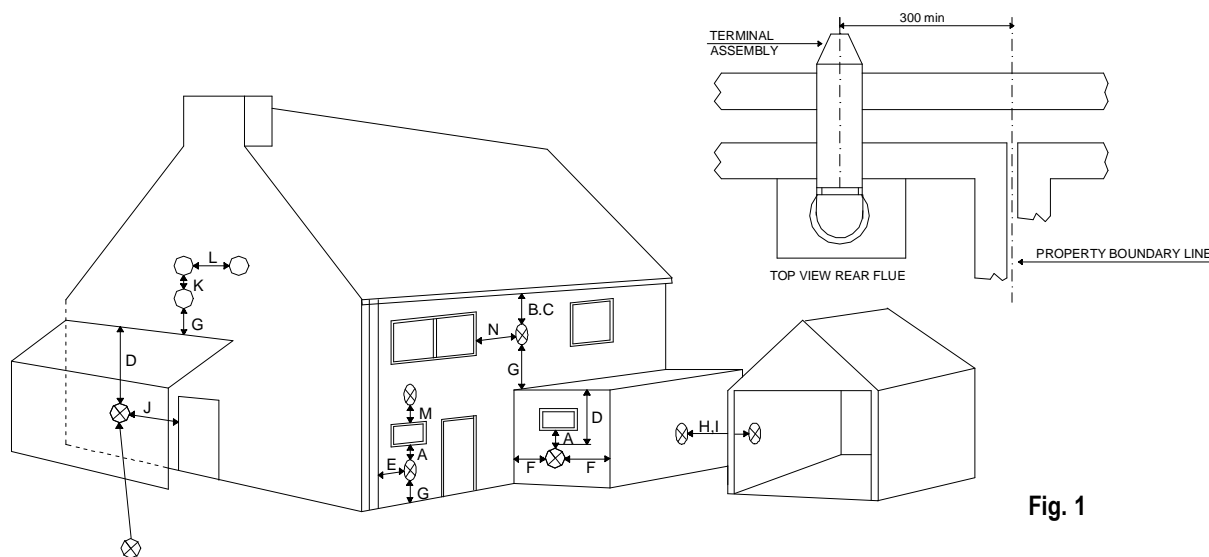 300 min
TERMINAL
ASSEMBLY
PROPERTY BOUNDARY LINE
TOP VIEW REAR FLUE
L
K
G
D
J
B.C
N
G
M
A
E
G
D
A
F
F
H,I
Fig. 1